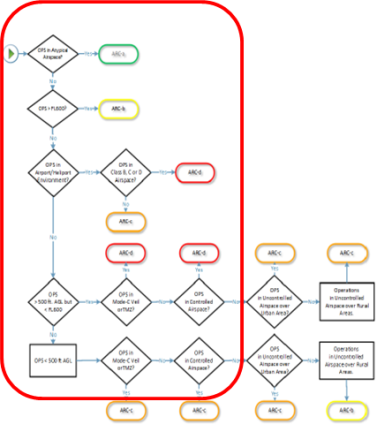 OPS in Atypical
Airspace?
Yes
ARC-a
No
OPS > FL600?
Yes
ARC-b
No
OPS in
Airport/Heliport
Environment?
Yes
OPS in
Class B, C or D
Airspace?
Yes
ARC-d
No
ARC-c
No
ARC-d
ARC-d
ARC-c
ARC-c
Yes
Yes
Yes
OPS
> 500 ft. AGL but
< FL600
Yes
OPS in
Mode-C Veil
or TMZ?
No
OPS
in Controlled
Airspace?
No
OPS
in Uncontrolled
Airspace over
Urban Area?
No
Operations
in Uncontrolled
Airspace over Rural
Areas.
No
OPS < 500 ft AGL
OPS in
Mode-C Veil
or TMZ?
No
OPS
in Controlled
Airspace?
No
OPS
in Uncontrolled
Airspace over
Urban Area?
No
Operations
in Uncontrolled
Airspace over Rural
Areas.
Yes
Yes
Yes
ARC-c
ARC-c
ARC-c
ARC-b